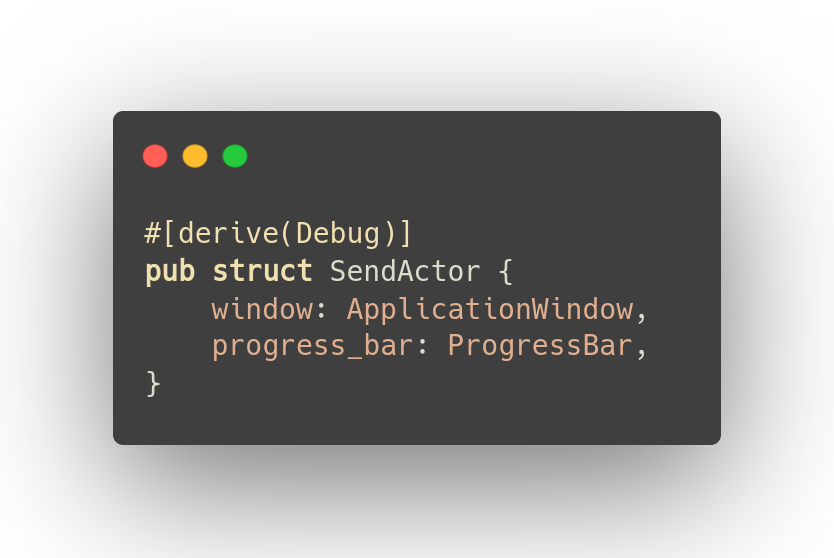 #[derive(Debug)]
pub struct SendActor {
    window: ApplicationWindow,
    progress_bar: ProgressBar,
}